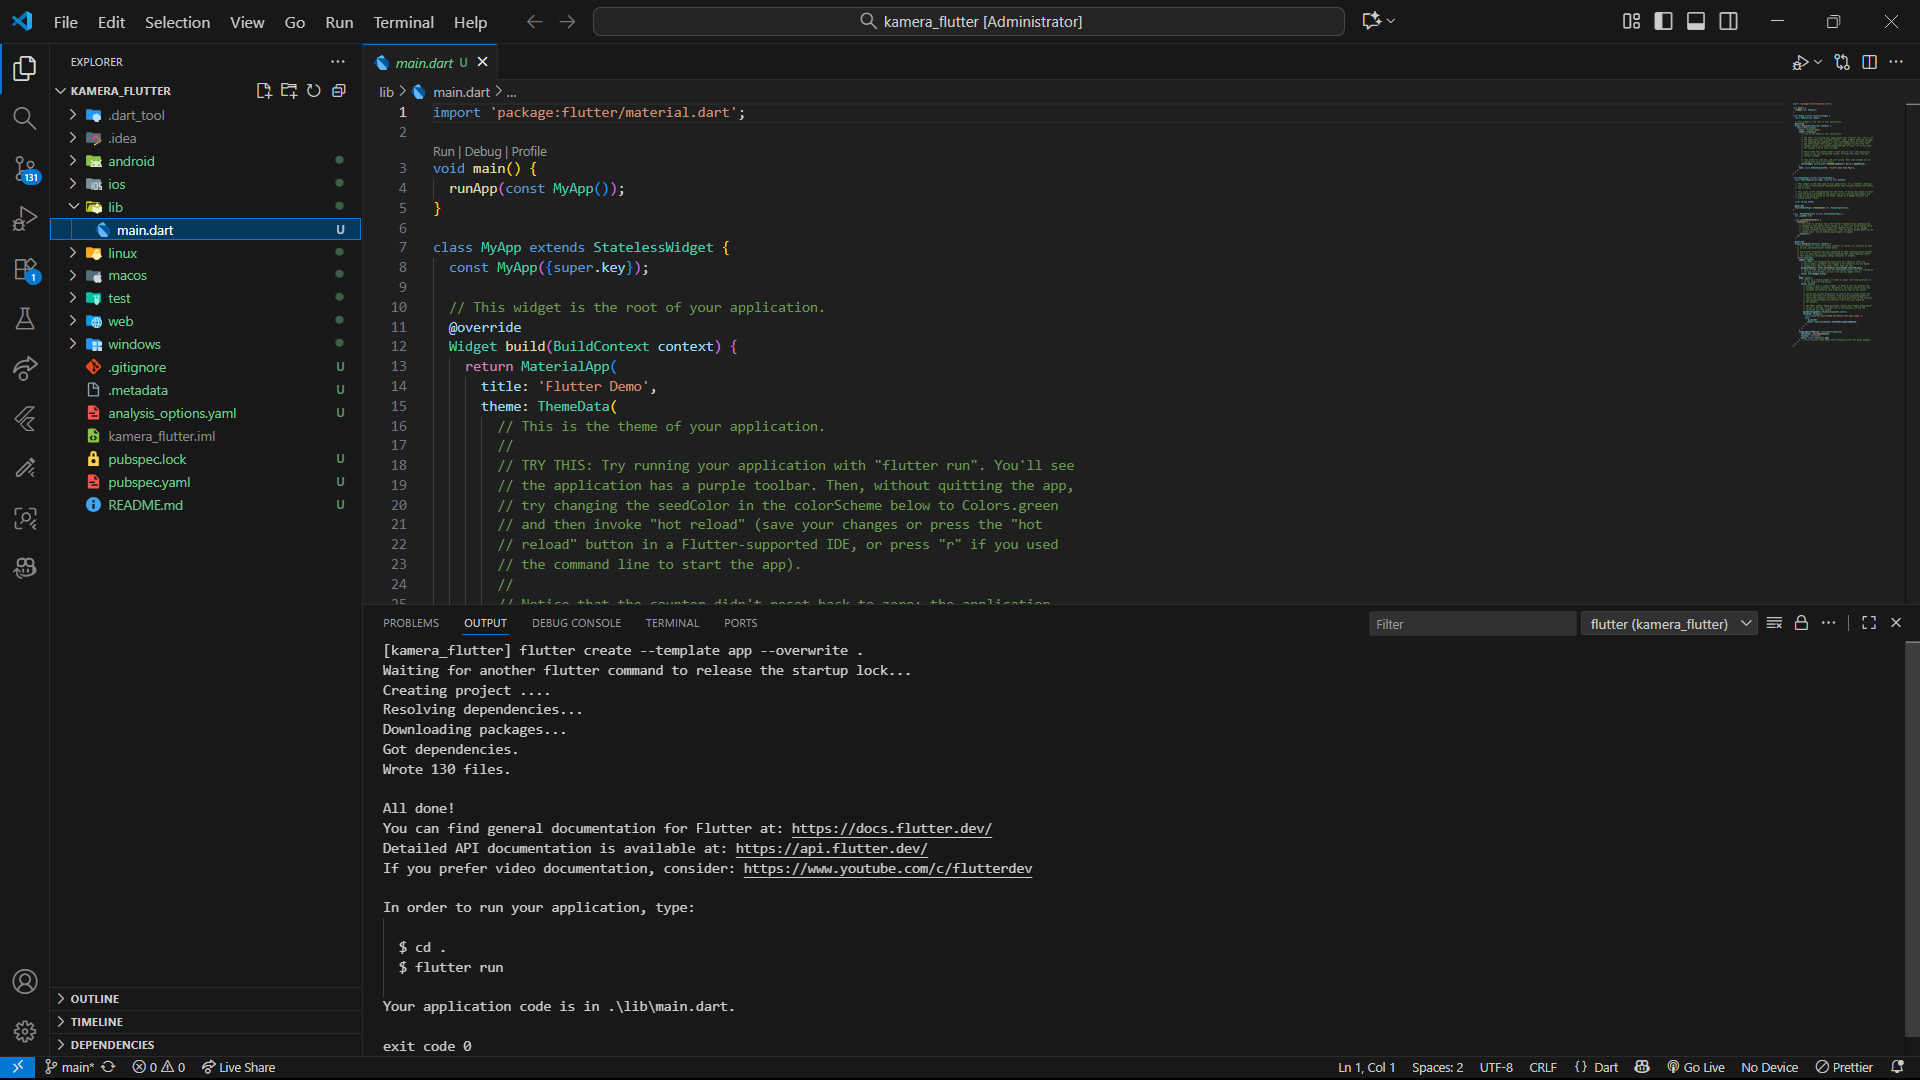 File Edit Selection View Go Run Terminal Help
kamera_flutter [Administrator]
EXPLORER
KAMERA_FLUTTER
.dart_tool
.idea
android
ios
lib
main.dart U
linux
macos
test
web
windows
.gitignore U
.metadata U
analysis_options.yaml U
kamera_flutter.iml
pubspec.lock U
pubspec.yaml U
README.md U
OUTLINE
TIMELINE
DEPENDENCIES
131
1
main.dart U
lib > main.dart > ...
1 import 'package:flutter/material.dart';
2
Run | Debug | Profile
3 void main() {
4 runApp(const MyApp());
5 }
6
7 class MyApp extends StatelessWidget {
8 const MyApp({super.key});
9
10 // This widget is the root of your application.
11 @override
12 Widget build(BuildContext context) {
13 return MaterialApp(
14 title: 'Flutter Demo',
15 theme: ThemeData(
16 // This is the theme of your application.
17 //
18 // TRY THIS: Try running your application with "flutter run". You'll see
19 // the application has a purple toolbar. Then, without quitting the app,
20 // try changing the seedColor in the colorScheme below to Colors.green
21 // and then invoke "hot reload" (save your changes or press the "hot
22 // reload" button in a Flutter-supported IDE, or press "r" if you used
23 // the command line to start the app).
24 //
25 // Notice that the counter didn't reset back to zero; the application
PROBLEMS OUTPUT DEBUG CONSOLE TERMINAL PORTS
Filter
flutter (kamera_flutter)
[kamera_flutter] flutter create --template app --overwrite .
Waiting for another flutter command to release the startup lock...
Creating project ....
Resolving dependencies...
Downloading packages...
Got dependencies.
Wrote 130 files.
All done!
You can find general documentation for Flutter at: https://docs.flutter.dev/
Detailed API documentation is available at: https://api.flutter.dev/
If you prefer video documentation, consider: https://www.youtube.com/c/flutterdev
In order to run your application, type:
$ cd .
$ flutter run
Your application code is in .\lib\main.dart.
exit code 0
main* 0 0 Live Share
Ln 1, Col 1 Spaces: 2 UTF-8 CRLF {} Dart Go Live No Device Prettier